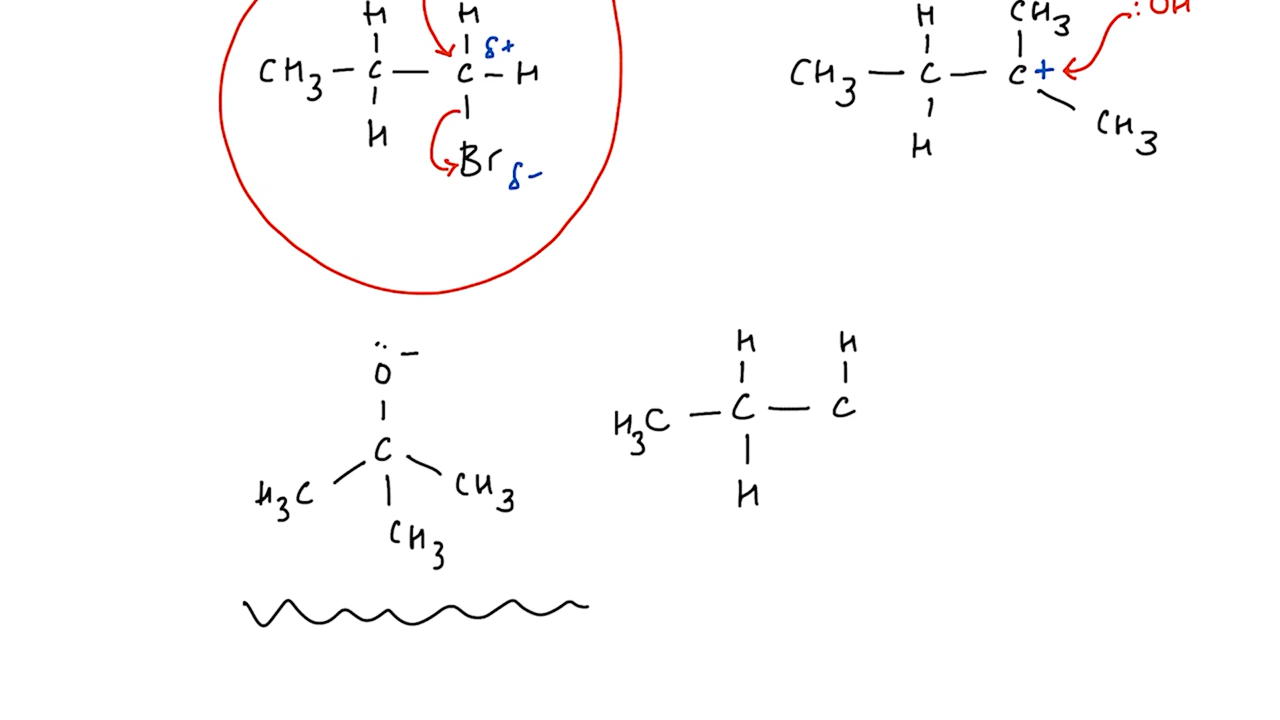 H H H CH3 :OH
CH3 – C — C – H δ+ CH3 — C — C+
H H CH3
Br δ-
·· H H
O –
C H3C – C — C
H3C CH3 H
CH3